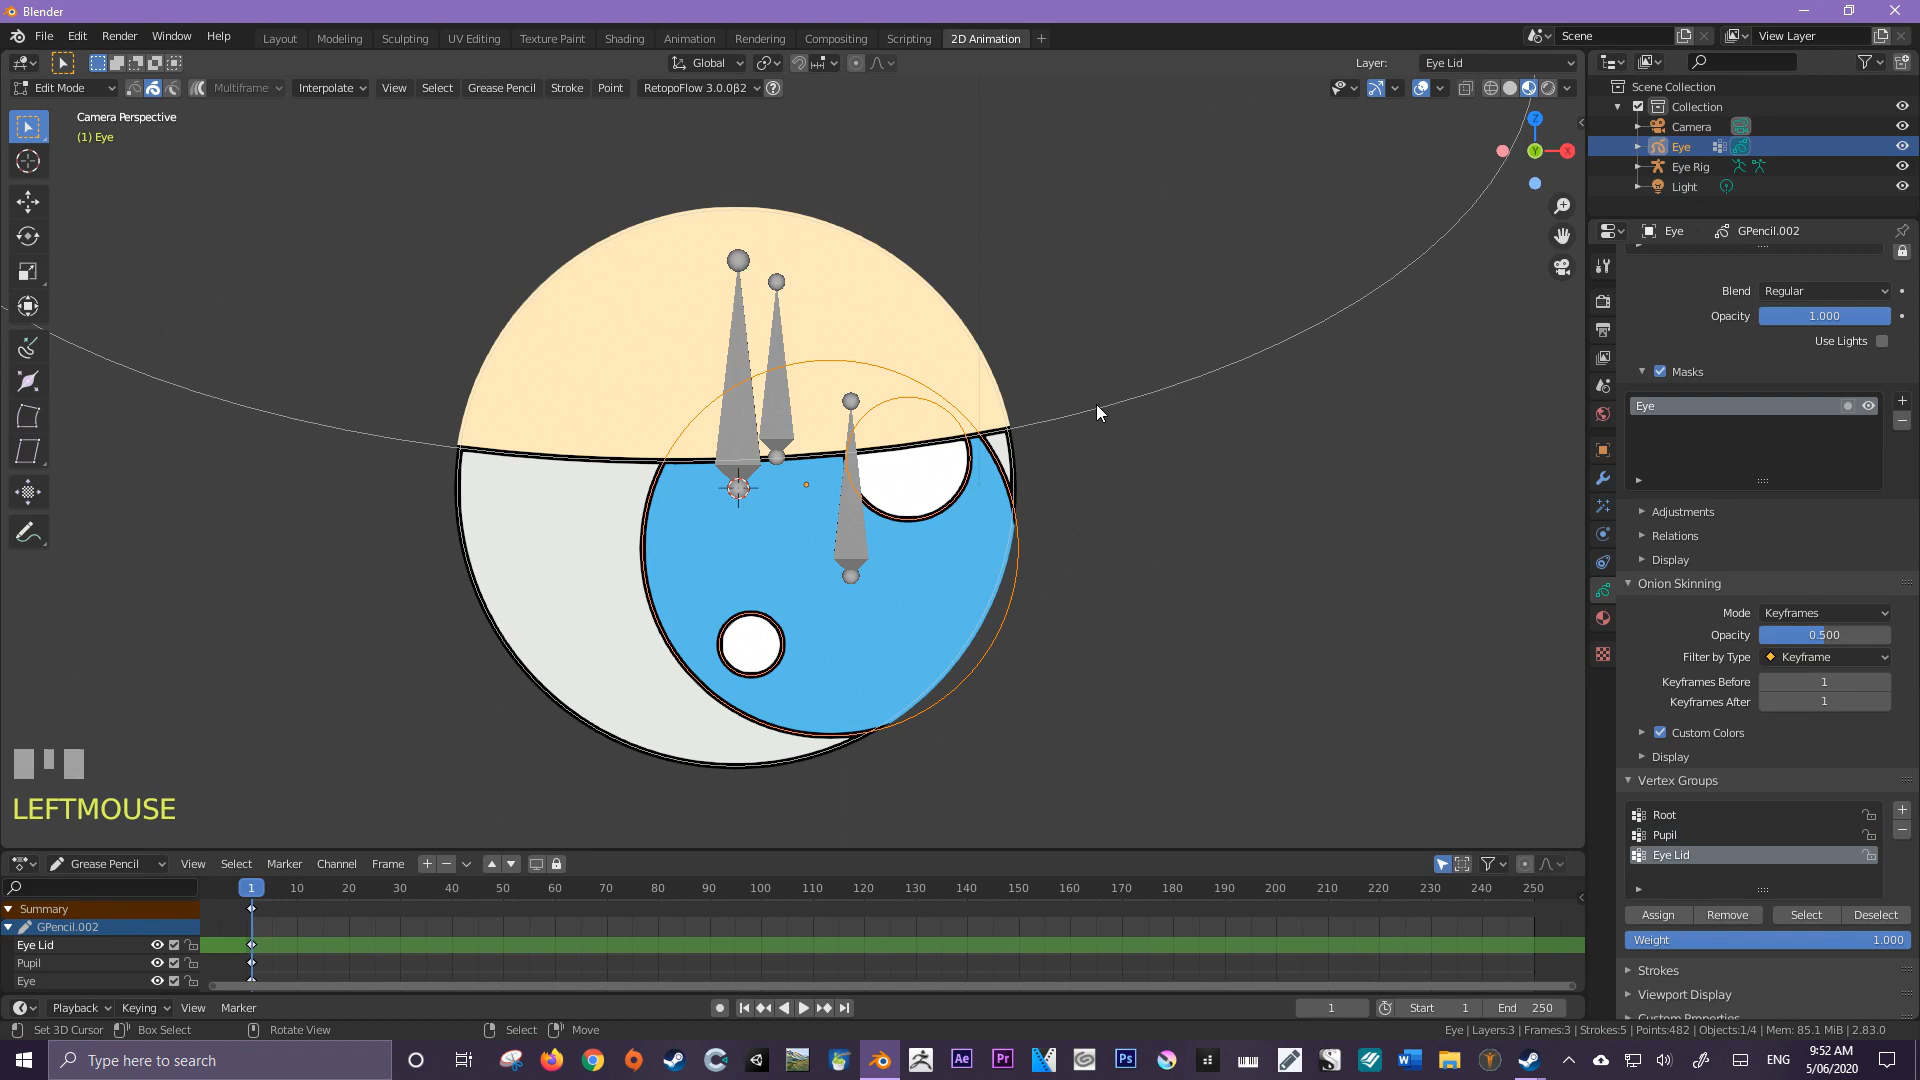 Blender
File Edit Render Window Help
Layout Modeling Sculpting UV Editing Texture Paint Shading Animation Rendering Compositing Scripting 2D Animation +
Scene
View Layer
Global
Layer: Eye Lid
Edit Mode
Multiframe Interpolate View Select Grease Pencil Stroke Point RetopoFlow 3.0.0β2
Camera Perspective
(1) Eye
Z
Y
X
LEFTMOUSE
Scene Collection
Collection
Camera
Eye
Eye Rig
Light
Eye GPencil.002
Blend Regular
Opacity 1.000
Use Lights
Masks
Eye
Adjustments
Relations
Display
Onion Skinning
Mode Keyframes
Opacity 0.500
Filter by Type Keyframe
Keyframes Before 1
Keyframes After 1
Custom Colors
Display
Vertex Groups
Root
Pupil
Eye Lid
Assign Remove Select Deselect
Weight 1.000
Strokes
Viewport Display
Custom Properties
Grease Pencil View Select Marker Channel Frame
1 10 20 30 40 50 60 70 80 90 100 110 120 130 140 150 160 170 180 190 200 210 220 230 240 250
Summary
GPencil.002
Eye Lid
Pupil
Eye
Playback Keying View Marker
1 Start 1 End 250
Set 3D Cursor Box Select Rotate View Select Move
Eye | Layers:3 | Frames:3 | Strokes:5 | Points:482 | Objects:1/4 | Mem: 85.1 MiB | 2.83.0
Type here to search
Ae Pr Ps
ENG
9:52 AM
5/06/2020